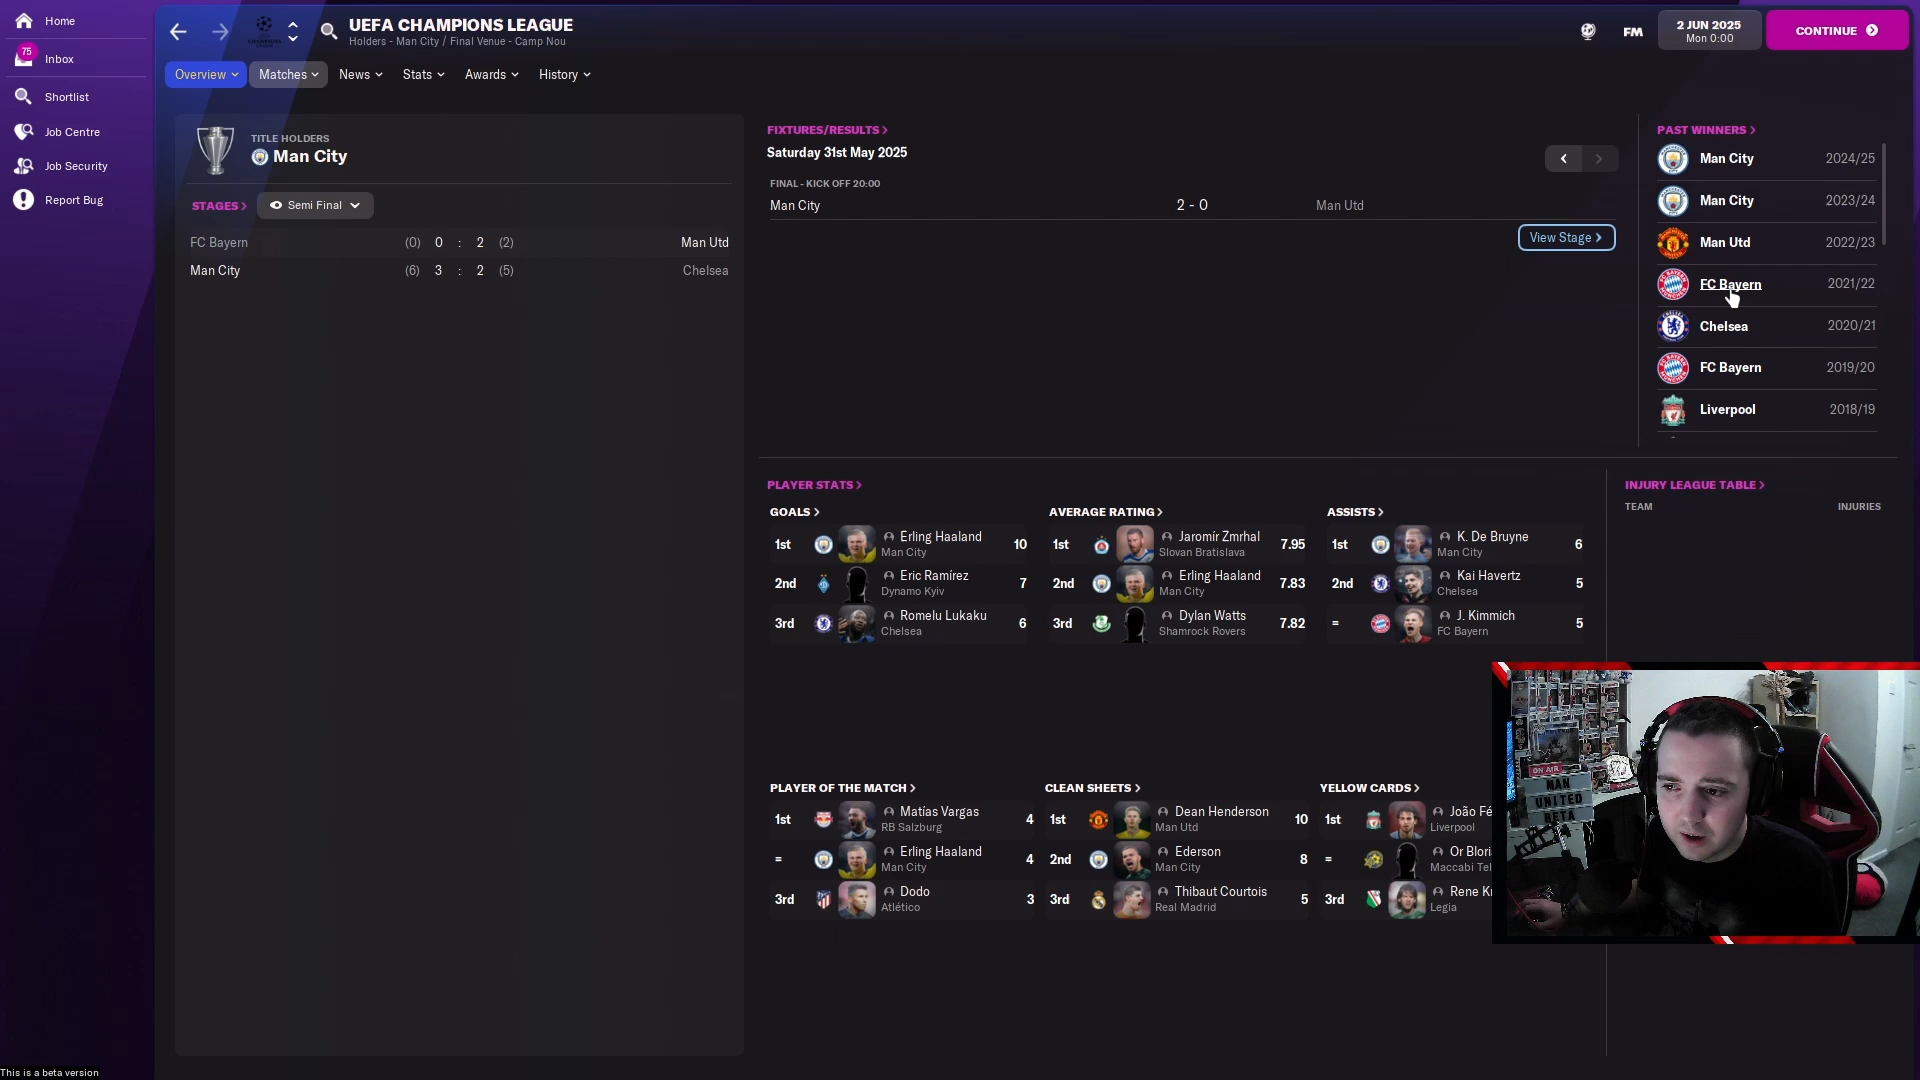 Home
75
Inbox
Shortlist
Job Centre
Job Security
Report Bug
UEFA CHAMPIONS LEAGUE
Holders - Man City / Final Venue - Camp Nou
FM
2 JUN 2025
Mon 0:00
CONTINUE
Overview
Matches
News
Stats
Awards
History
TITLE HOLDERS
Man City
STAGES
Semi Final
FC Bayern (0) 0 : 2 (2) Man Utd
Man City (6) 3 : 2 (5) Chelsea
FIXTURES/RESULTS
Saturday 31st May 2025
FINAL - KICK OFF 20:00
Man City 2 - 0 Man Utd
View Stage
PAST WINNERS
Man City 2024/25
Man City 2023/24
Man Utd 2022/23
FC Bayern 2021/22
Chelsea 2020/21
FC Bayern 2019/20
Liverpool 2018/19
PLAYER STATS
GOALS
1st Erling Haaland 10
Man City
2nd Eric Ramírez 7
Dynamo Kyiv
3rd Romelu Lukaku 6
Chelsea
AVERAGE RATING
1st Jaromír Zmrhal 7.95
Slovan Bratislava
2nd Erling Haaland 7.83
Man City
3rd Dylan Watts 7.82
Shamrock Rovers
ASSISTS
1st K. De Bruyne 6
Man City
2nd Kai Havertz 5
Chelsea
= J. Kimmich 5
FC Bayern
INJURY LEAGUE TABLE
TEAM INJURIES
PLAYER OF THE MATCH
1st Matías Vargas 4
RB Salzburg
= Erling Haaland 4
Man City
3rd Dodo 3
Atlético
CLEAN SHEETS
1st Dean Henderson 10
Man Utd
2nd Ederson 8
Man City
3rd Thibaut Courtois 5
Real Madrid
YELLOW CARDS
1st João Fé
Liverpool
= Or Blori
Maccabi Tel
3rd Rene Kr
Legia
ON AIR
MAN
UNITED
BETA
This is a beta version